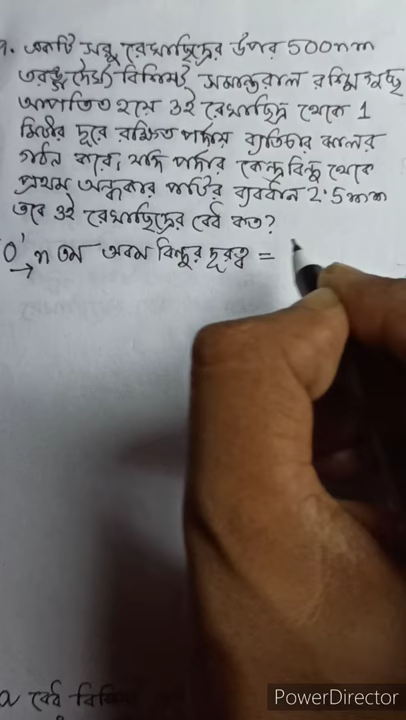 ৭. একটি সরু রেখাছিদ্রের উপর 500nm
তরঙ্গদৈর্ঘ্য বিশিষ্ট সমান্তরাল রশ্মিগুচ্ছ
আপতিত হয়ে ওই রেখাছিদ্র থেকে 1
মিটার দূরে রক্ষিত পর্দায় ব্যতিচার ঝালর
গঠন করে, যদি পর্দার কেন্দ্রবিন্দু থেকে
প্রথম অন্ধকার পটির ব্যবধান 2.5mm
তবে ওই রেখাছিদ্রের বেধ কত?
→ n তম অবম বিন্দুর দূরত্ব =
a বেধ
PowerDirector